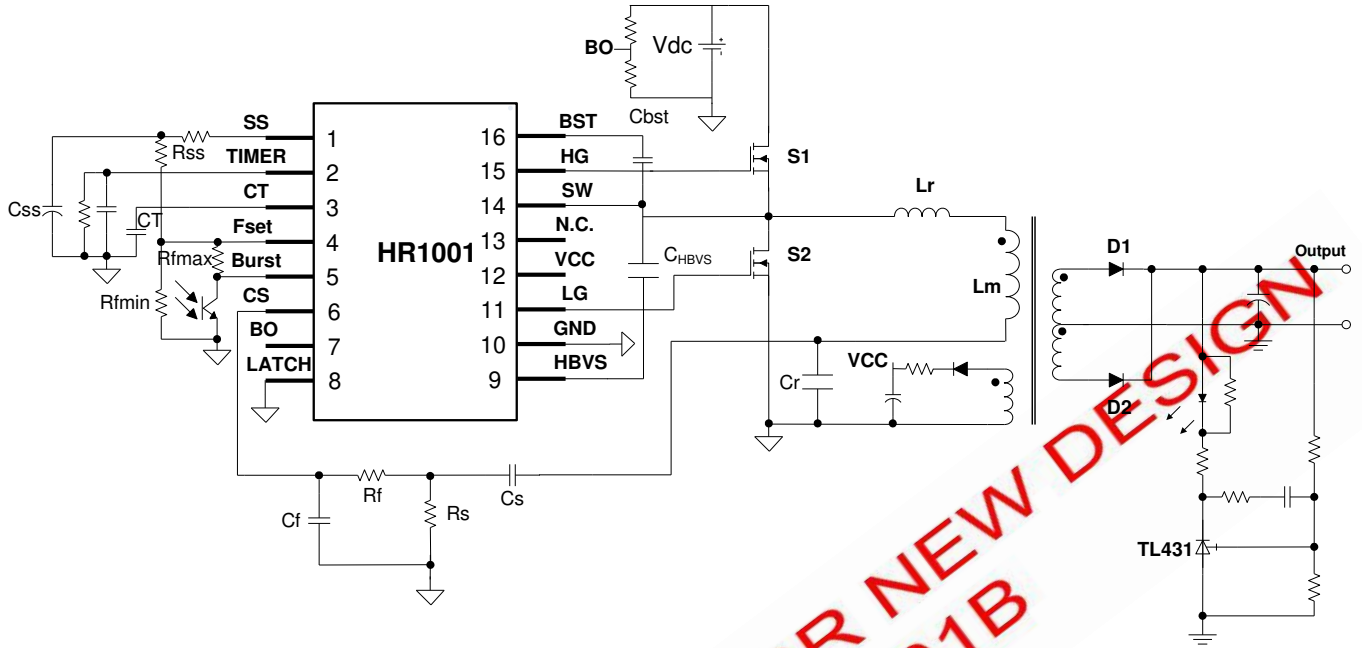 BO
Vdc
Cbst
SS
Rss
TIMER
CT
Css
CT
Fset
Rfmax
Burst
Rfmin
CS
BO
LATCH
1
2
3
4
5
6
7
8
HR1001
16
15
14
13
12
11
10
9
BST
HG
SW
N.C.
VCC
LG
GND
HBVS
CHBVS
S1
S2
Lr
Lm
Cr
VCC
D1
D2
Output
TL431
Cf
Rf
Rs
Cs
R NEW DESIGN
01B